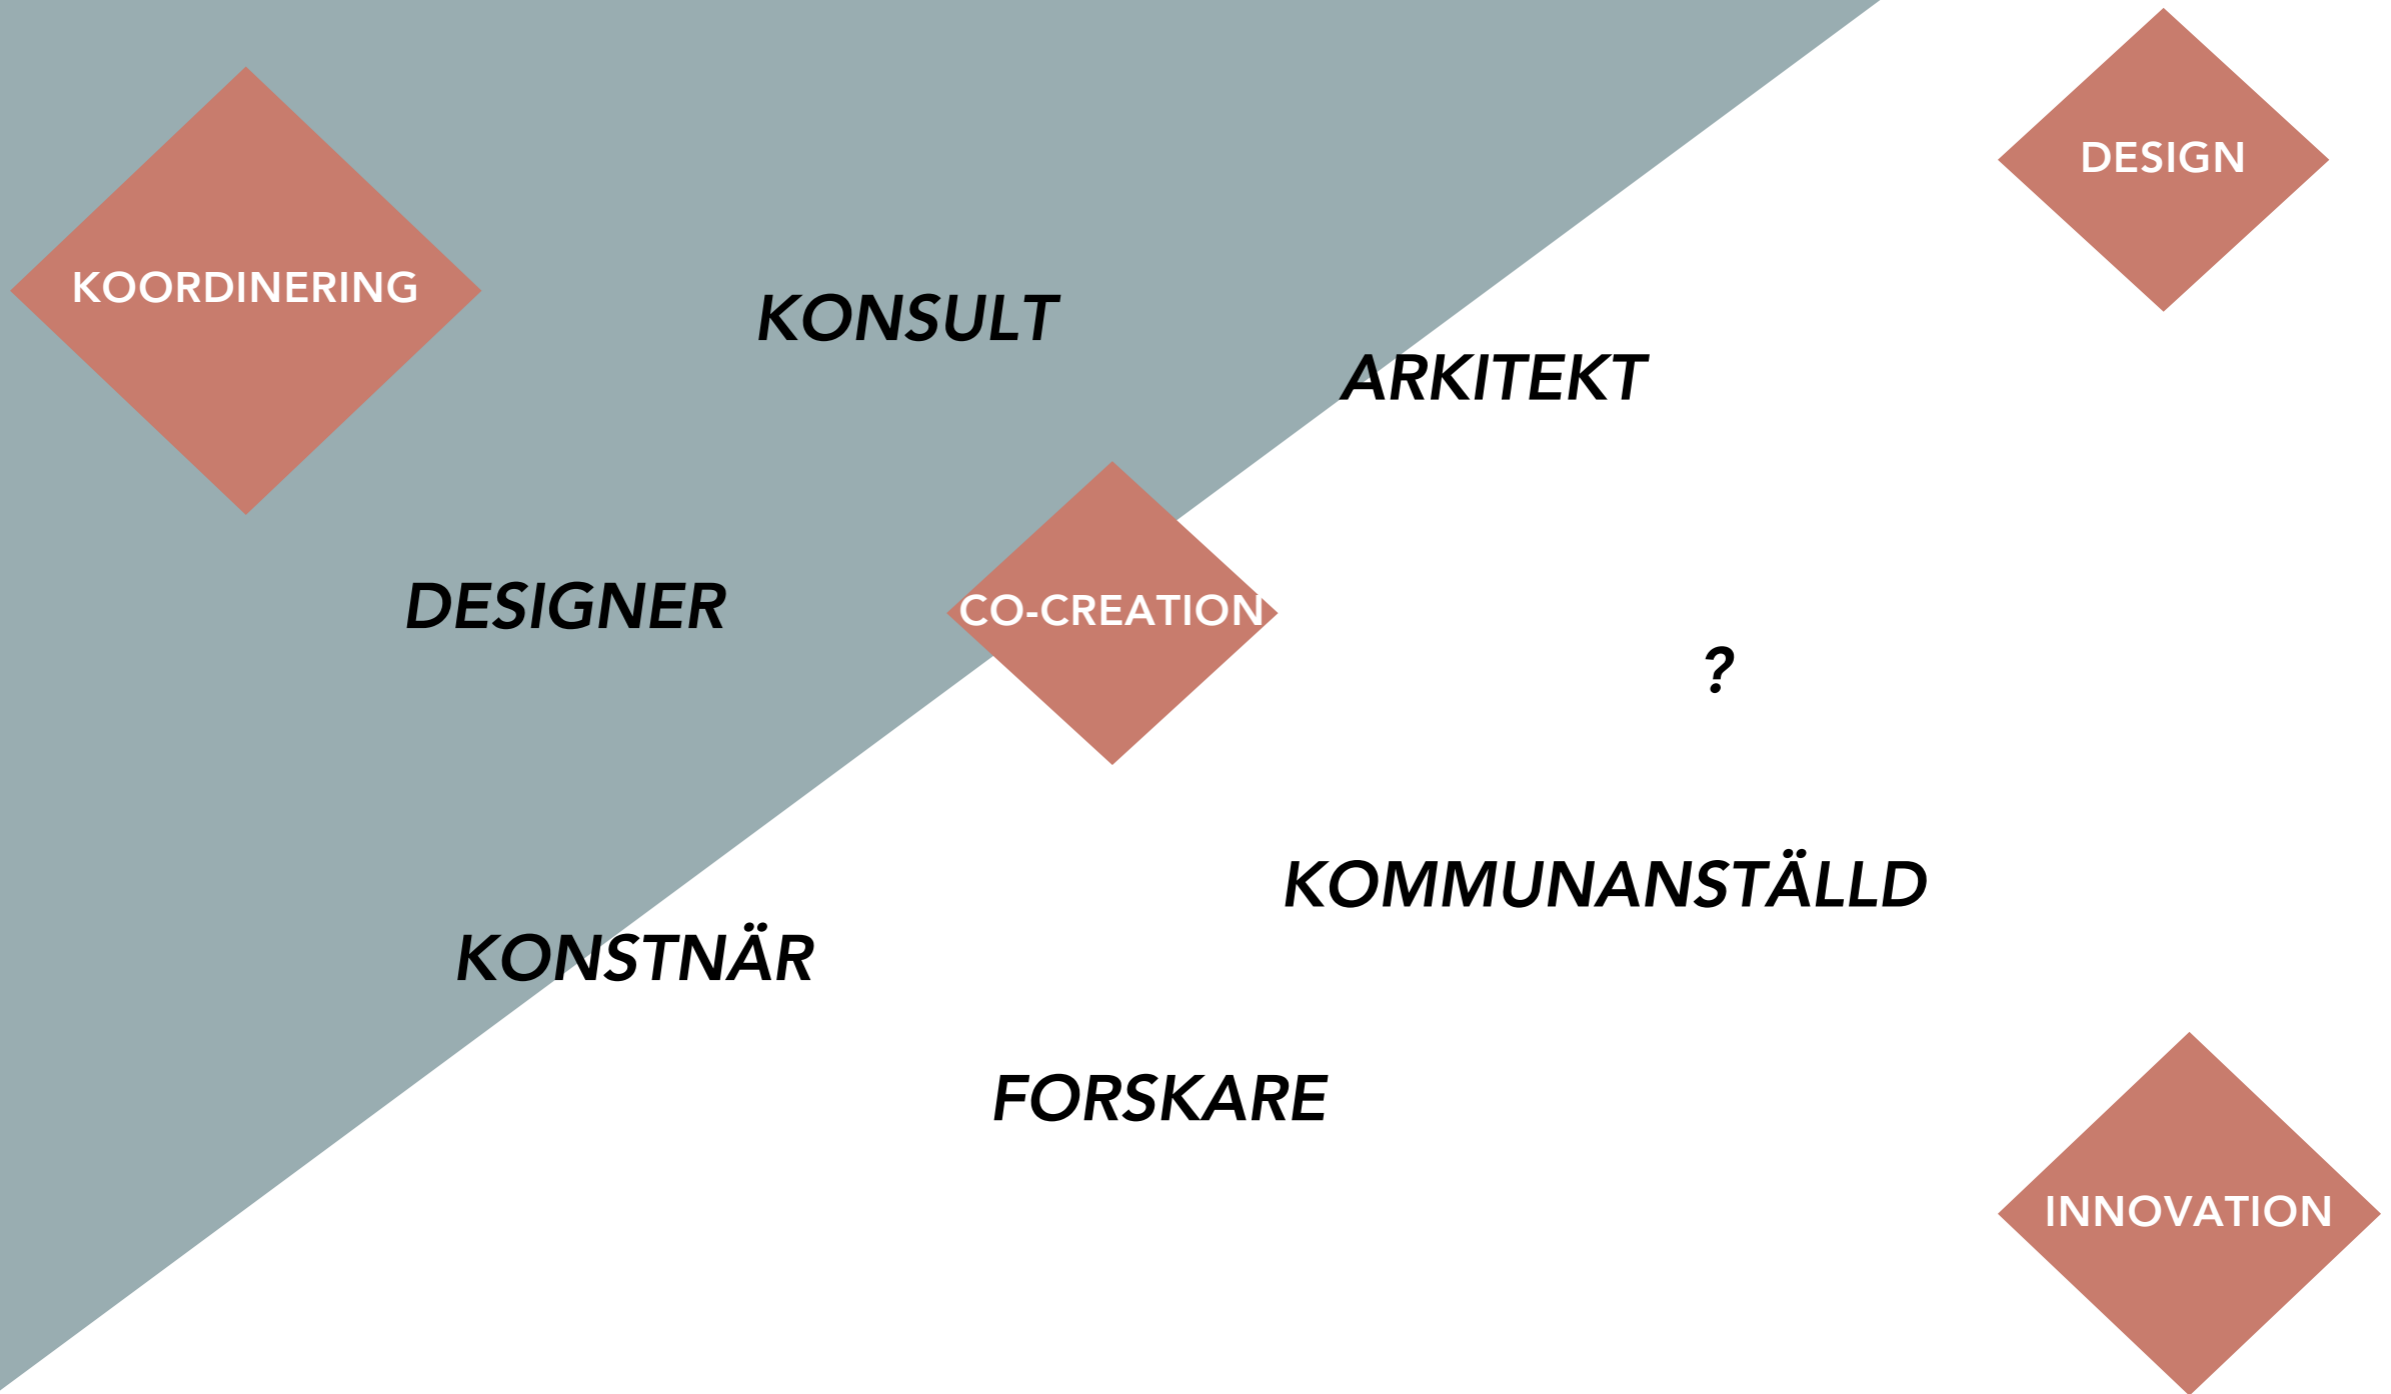 DESIGN
KOORDINERING
KONSULT
ARKITEKT
DESIGNER
CO-CREATION
?
KOMMUNANSTÄLLD
KONSTNÄR
FORSKARE
INNOVATION